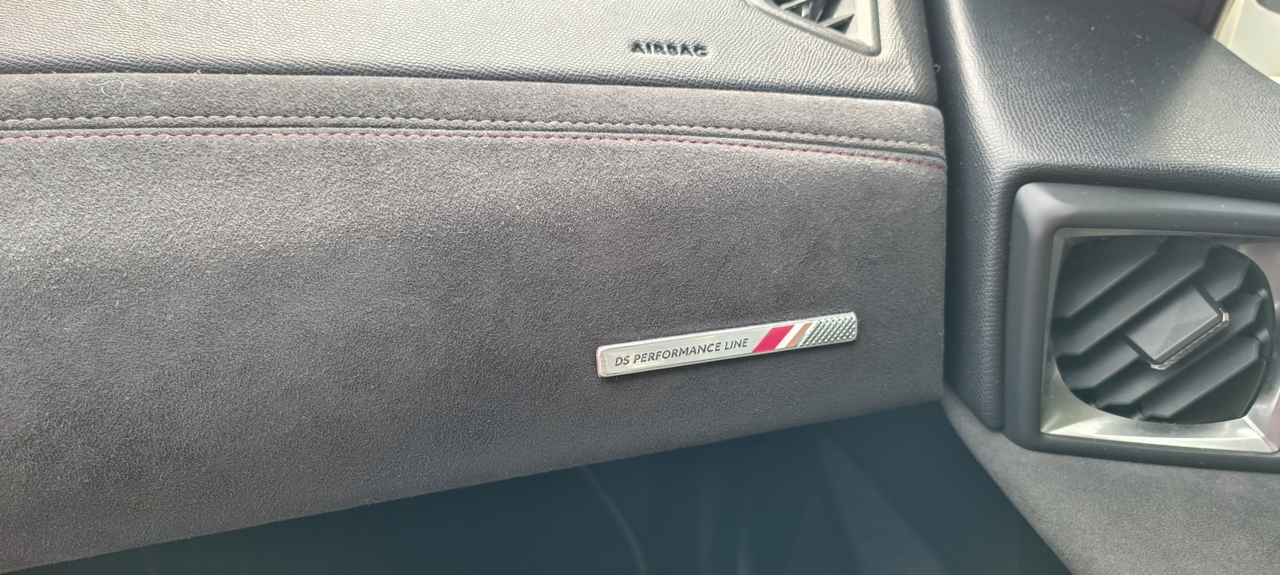 AIRBAG
DS PERFORMANCE LINE